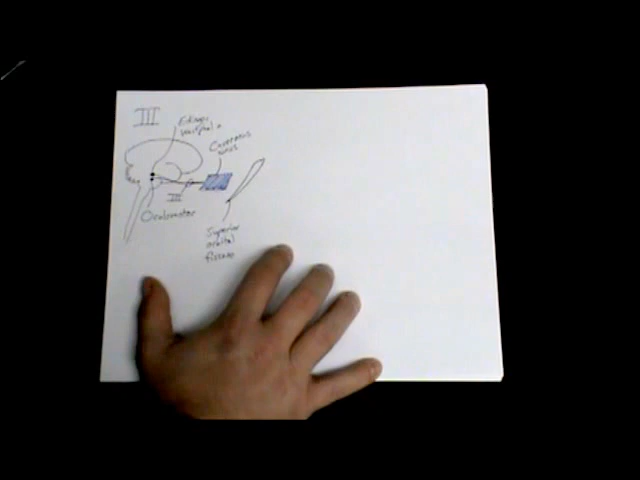 III
Edinger
Westphal n
Cavernous
sinus
III
Oculomotor
Superior
orbital
fissure